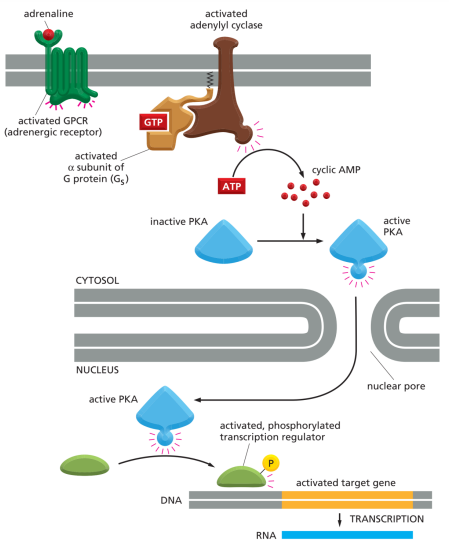 adrenaline
activated
adenylyl cyclase
GTP
activated GPCR
(adrenergic receptor)
activated
α subunit of
G protein (Gs)
ATP
cyclic AMP
inactive PKA
active
PKA
CYTOSOL
NUCLEUS
nuclear pore
active PKA
activated, phosphorylated
transcription regulator
P
activated target gene
DNA
TRANSCRIPTION
RNA